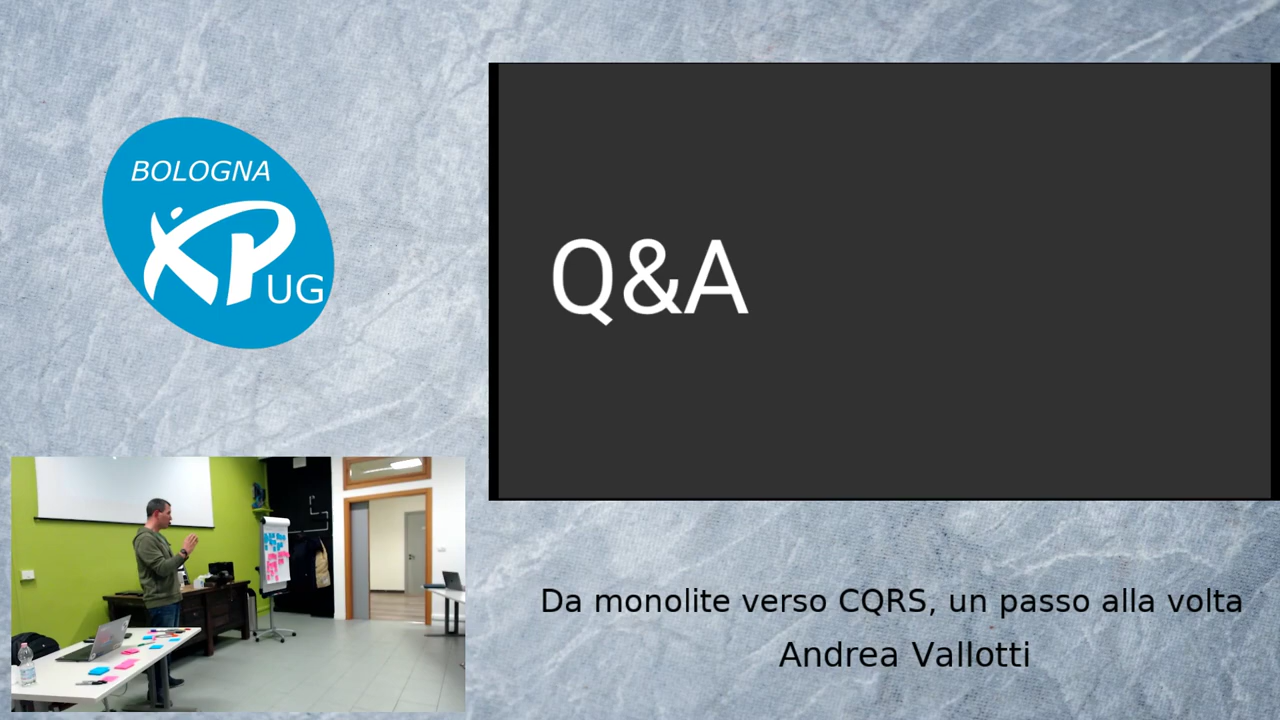 BOLOGNA
XP
UG
Q&A
Da monolite verso CQRS, un passo alla volta
Andrea Vallotti